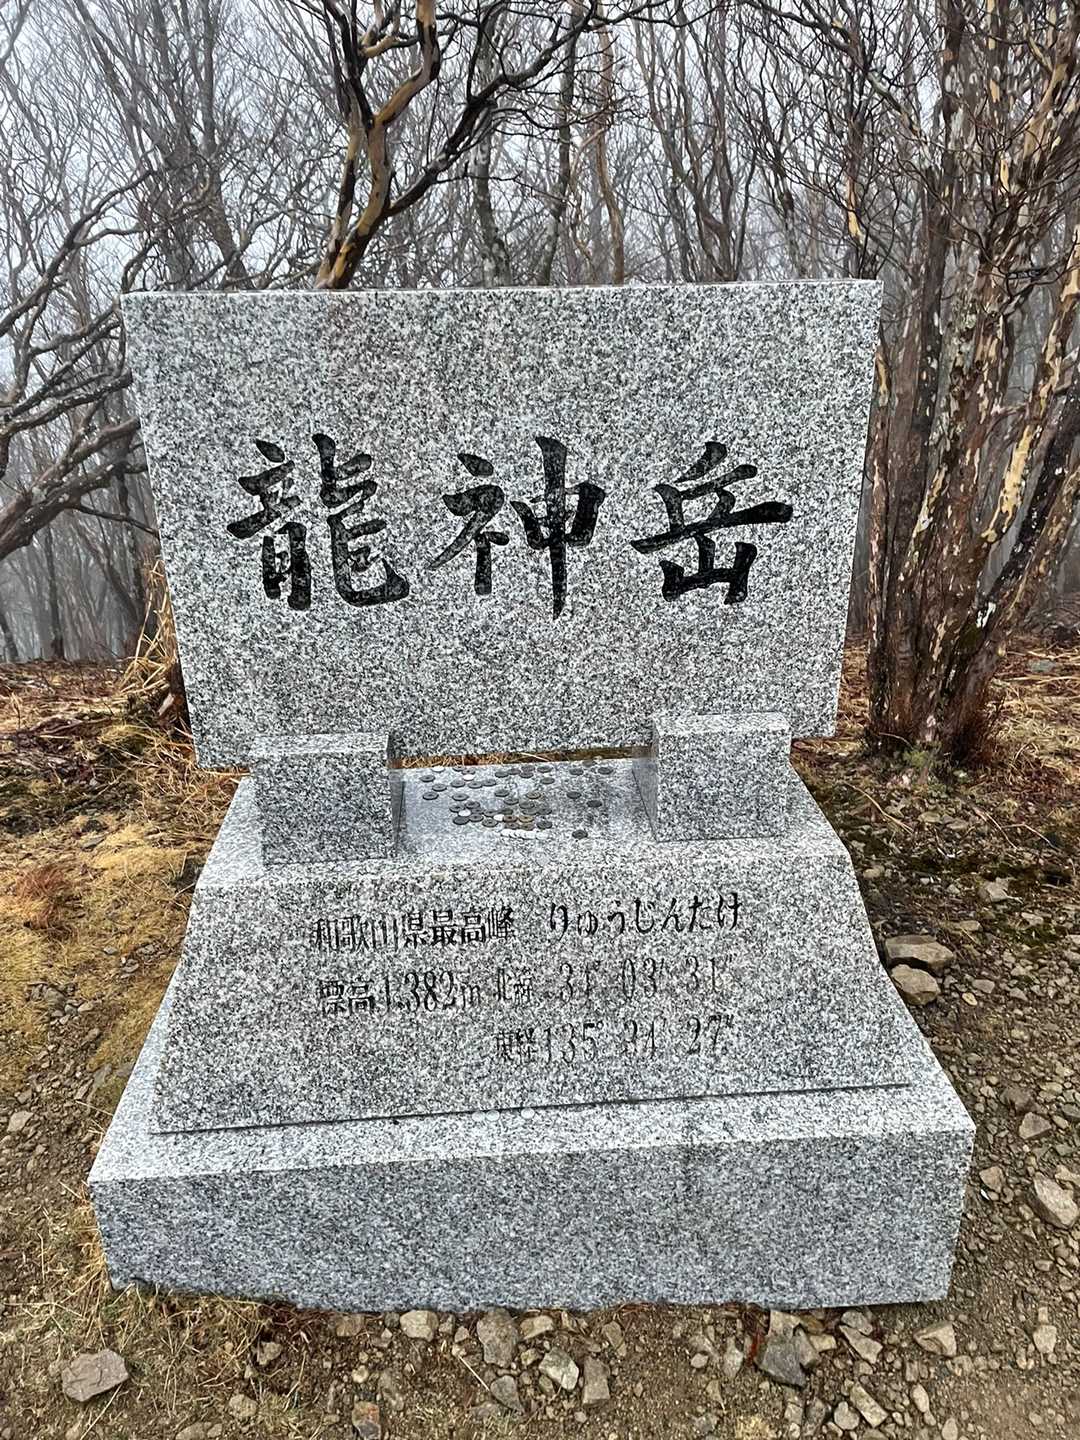 龍神岳
和歌山県最高峰 りゅうじんたけ
標高1,382m 北緯 34° 03′ 31″
東経135° 34′ 27″